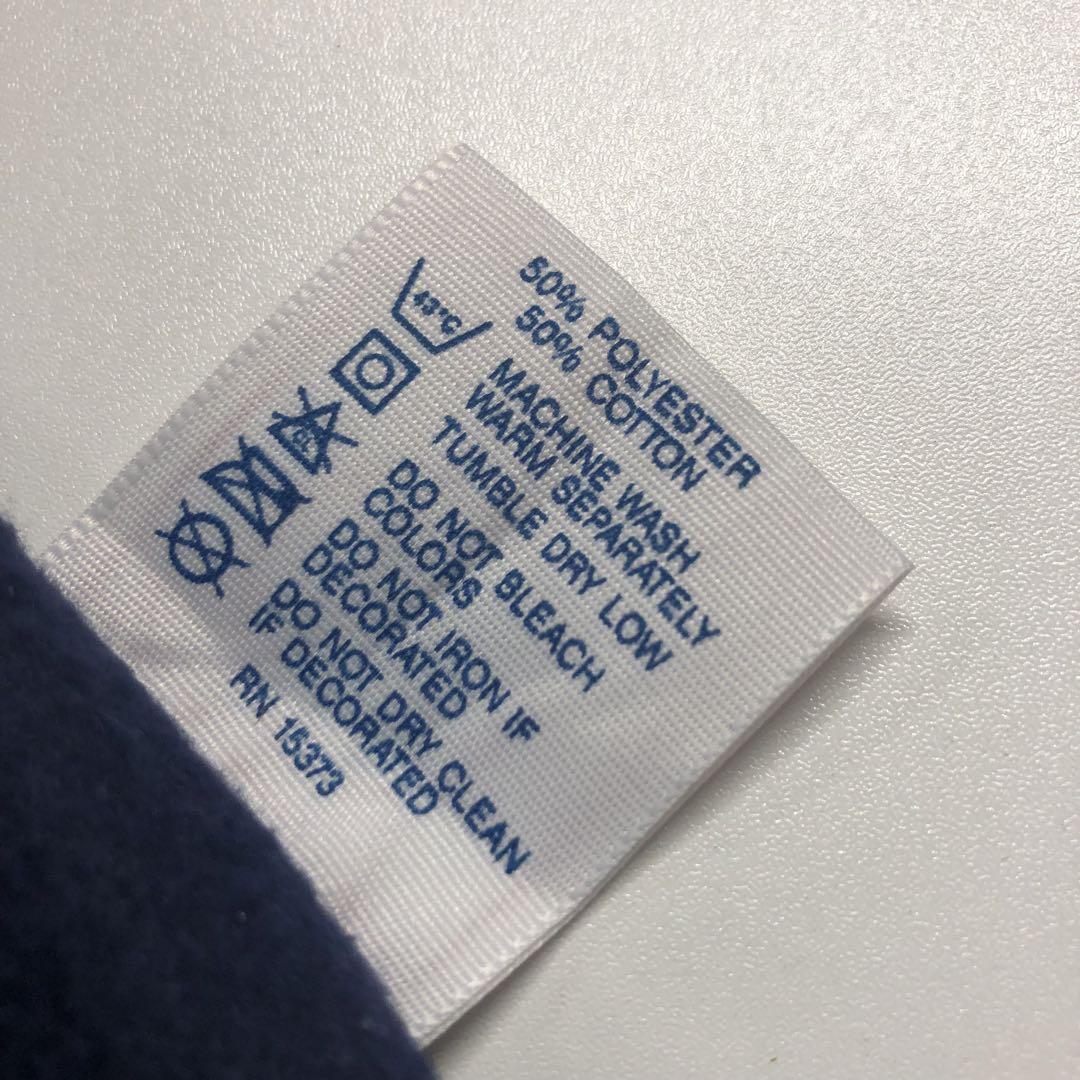 50% POLYESTER
50% COTTON
MACHINE WASH
WARM SEPARATELY
TUMBLE DRY LOW
DO NOT BLEACH
COLORS
DO NOT IRON IF
DECORATED
DO NOT DRY CLEAN
IF DECORATED
RN 15373